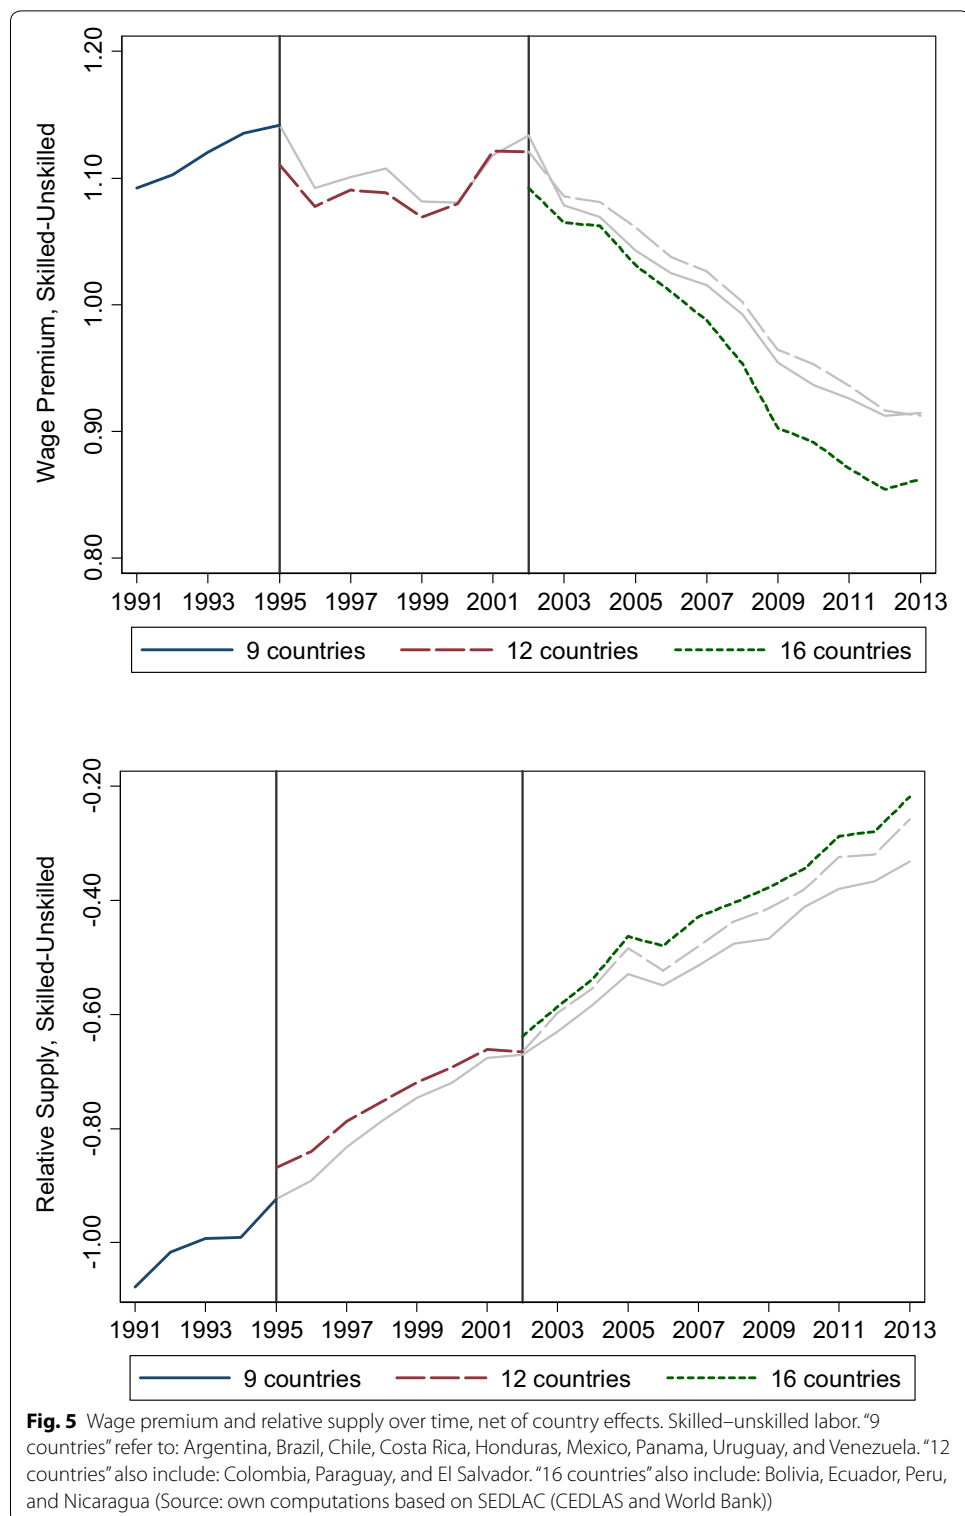 1.20
1.10
1.00
0.90
0.80
Wage Premium, Skilled-Unskilled
1991 1993 1995 1997 1999 2001 2003 2005 2007 2009 2011 2013
9 countries 12 countries 16 countries
-0.20
-0.40
-0.60
-0.80
-1.00
Relative Supply, Skilled-Unskilled
1991 1993 1995 1997 1999 2001 2003 2005 2007 2009 2011 2013
9 countries 12 countries 16 countries
Fig. 5 Wage premium and relative supply over time, net of country effects. Skilled–unskilled labor. “9
countries” refer to: Argentina, Brazil, Chile, Costa Rica, Honduras, Mexico, Panama, Uruguay, and Venezuela. “12
countries” also include: Colombia, Paraguay, and El Salvador. “16 countries” also include: Bolivia, Ecuador, Peru,
and Nicaragua (Source: own computations based on SEDLAC (CEDLAS and World Bank))